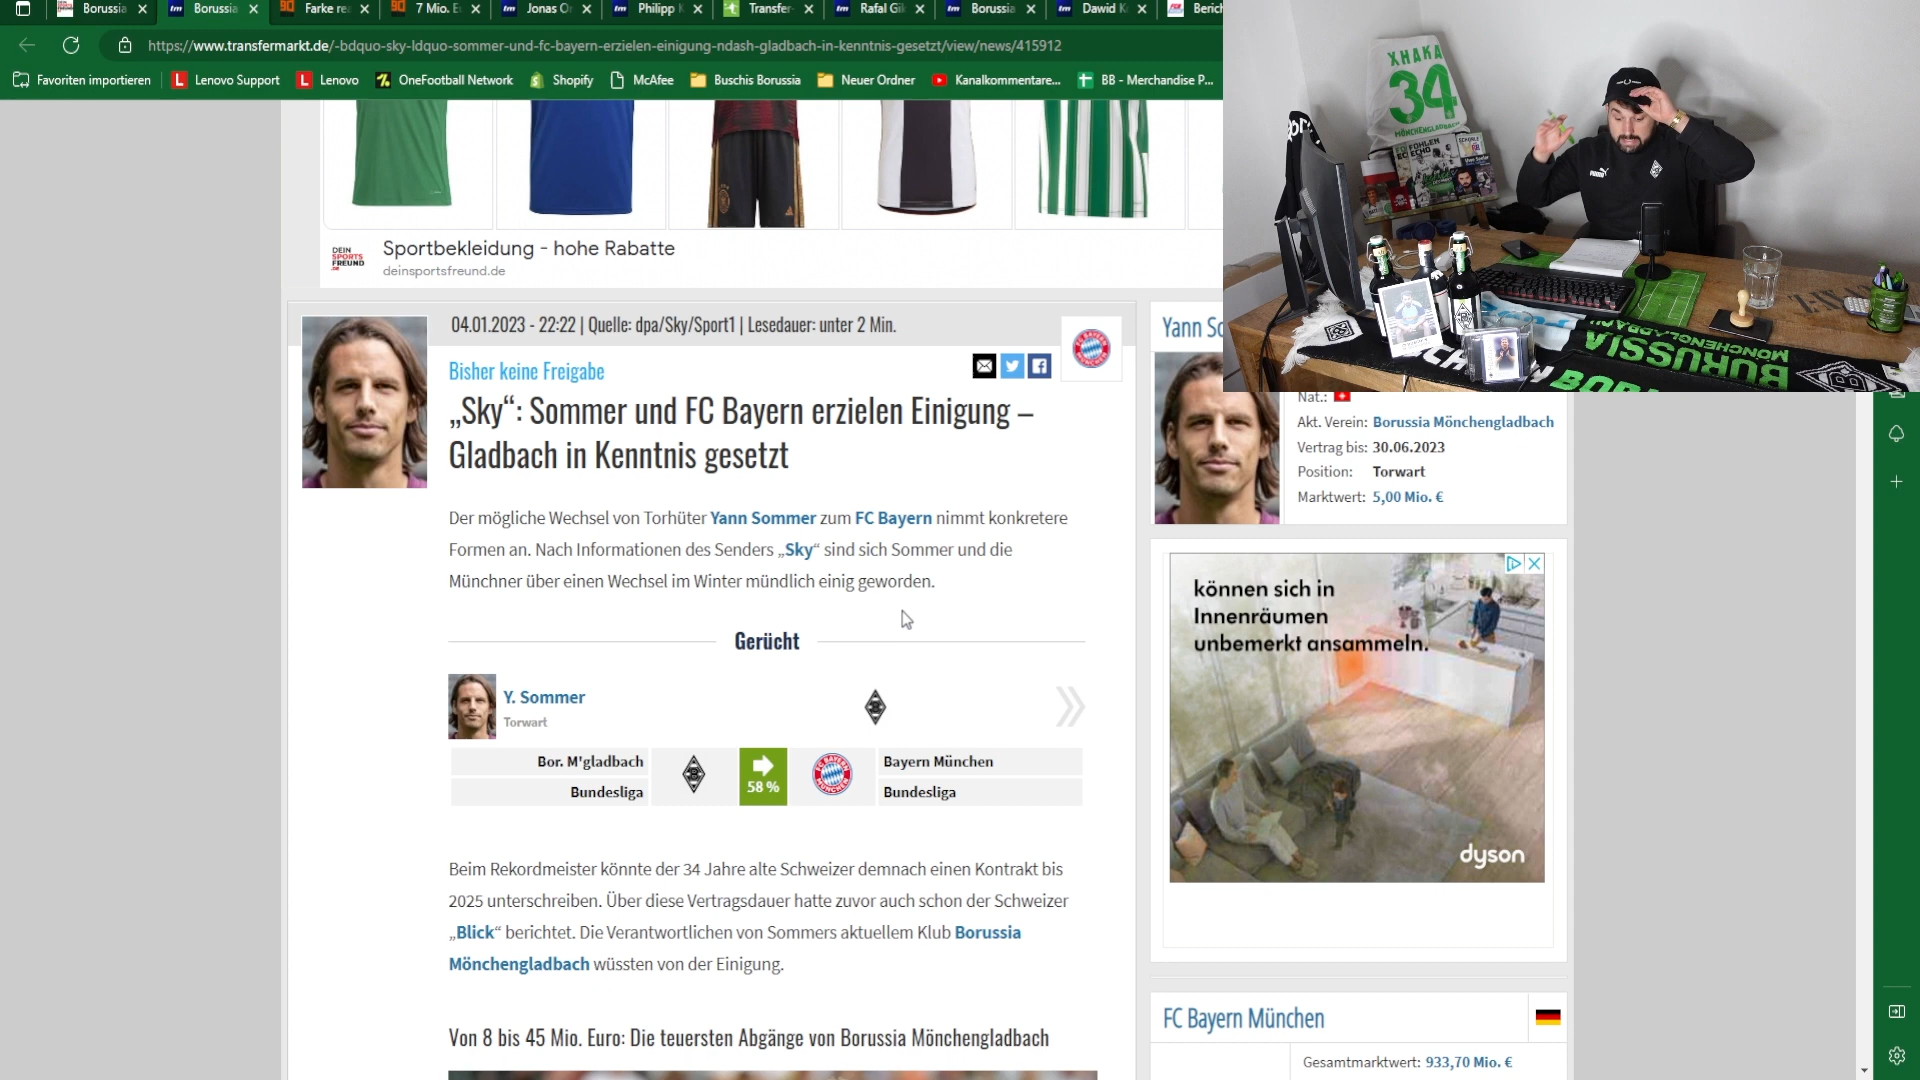 Borussia
Borussia
Farke re
7 Mio. E
Jonas O
Philipp K
Transfer-
Rafal Gik
Borussia
Dawid K
Berich
https://www.transfermarkt.de/-bdquo-sky-ldquo-sommer-und-fc-bayern-erzielen-einigung-ndash-gladbach-in-kenntnis-gesetzt/view/news/415912
Favoriten importieren
Lenovo Support
Lenovo
OneFootball Network
Shopify
McAfee
Buschis Borussia
Neuer Ordner
Kanalkommentare...
BB - Merchandise P...
XHAKA
34
MÖNCHENGLADBACH
FOHLEN
ECHO
PUMA
BORUSSIA
MÖNCHENGLADBACH
DEIN
SPORTS
FREUND
.DE
Sportbekleidung - hohe Rabatte
deinsportsfreund.de
04.01.2023 - 22:22 | Quelle: dpa/Sky/Sport1 | Lesedauer: unter 2 Min.
Bisher keine Freigabe
„Sky“: Sommer und FC Bayern erzielen Einigung –
Gladbach in Kenntnis gesetzt
Der mögliche Wechsel von Torhüter Yann Sommer zum FC Bayern nimmt konkretere
Formen an. Nach Informationen des Senders „Sky“ sind sich Sommer und die
Münchner über einen Wechsel im Winter mündlich einig geworden.
Gerücht
Y. Sommer
Torwart
Bor. M'gladbach
Bundesliga
58 %
Bayern München
Bundesliga
Beim Rekordmeister könnte der 34 Jahre alte Schweizer demnach einen Kontrakt bis
2025 unterschreiben. Über diese Vertragsdauer hatte zuvor auch schon der Schweizer
„Blick“ berichtet. Die Verantwortlichen von Sommers aktuellem Klub Borussia
Mönchengladbach wüssten von der Einigung.
Von 8 bis 45 Mio. Euro: Die teuersten Abgänge von Borussia Mönchengladbach
Yann So
Nat.:
Akt. Verein: Borussia Mönchengladbach
Vertrag bis: 30.06.2023
Position: Torwart
Marktwert: 5,00 Mio. €
können sich in
Innenräumen
unbemerkt ansammeln.
dyson
FC Bayern München
Gesamtmarktwert: 933,70 Mio. €